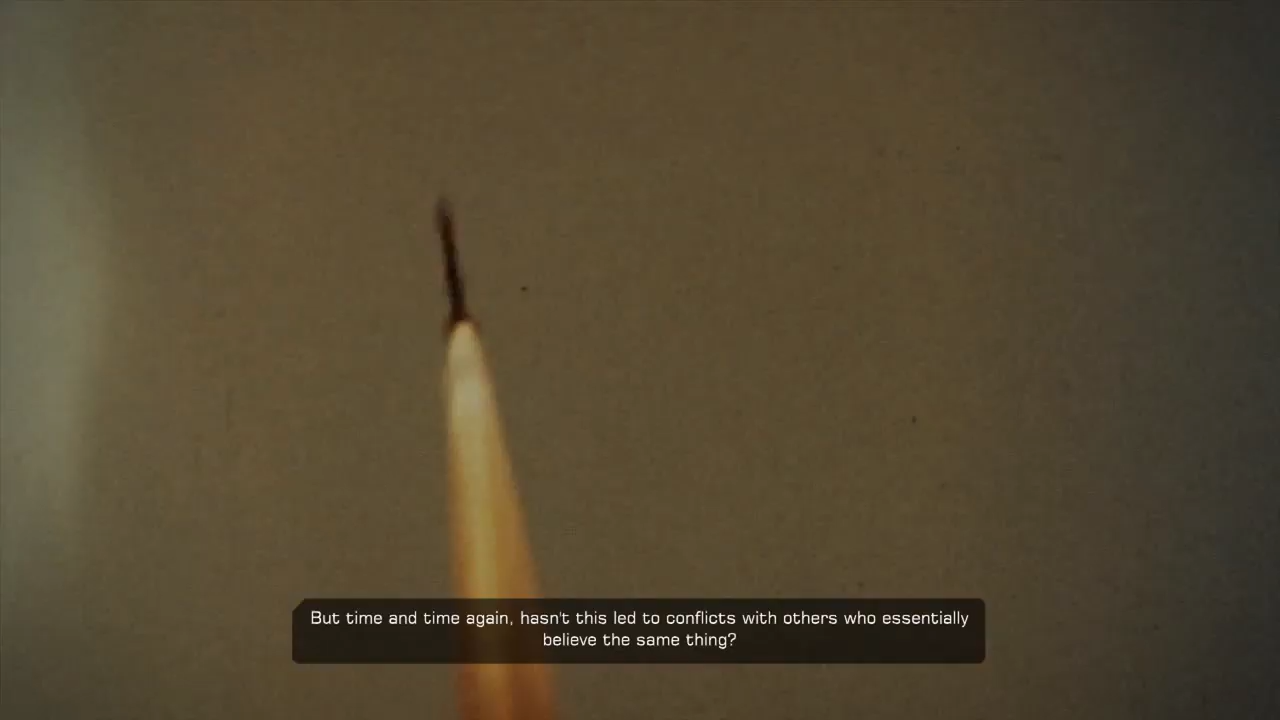 But time and time again, hasn't this led to conflicts with others who essentially
believe the same thing?